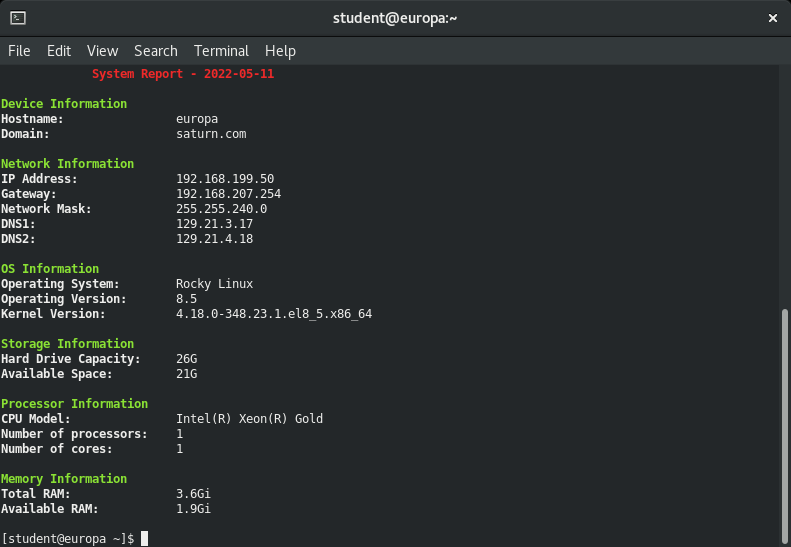 student@europa:~
File Edit View Search Terminal Help
System Report - 2022-05-11
Device Information
Hostname: europa
Domain: saturn.com
Network Information
IP Address: 192.168.199.50
Gateway: 192.168.207.254
Network Mask: 255.255.240.0
DNS1: 129.21.3.17
DNS2: 129.21.4.18
OS Information
Operating System: Rocky Linux
Operating Version: 8.5
Kernel Version: 4.18.0-348.23.1.el8_5.x86_64
Storage Information
Hard Drive Capacity: 26G
Available Space: 21G
Processor Information
CPU Model: Intel(R) Xeon(R) Gold
Number of processors: 1
Number of cores: 1
Memory Information
Total RAM: 3.6Gi
Available RAM: 1.9Gi
[student@europa ~]$